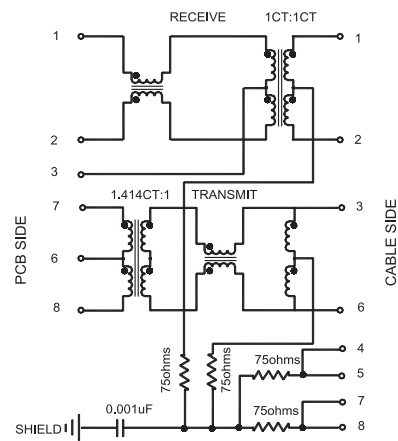 RECEIVE 1CT:1CT
1 1
2 2
3
1.414CT:1 TRANSMIT
7 3
6
8 6
PCB SIDE
CABLE SIDE
75ohms
75ohms
4
75ohms
5
7
0.001uF
75ohms
SHIELD
8